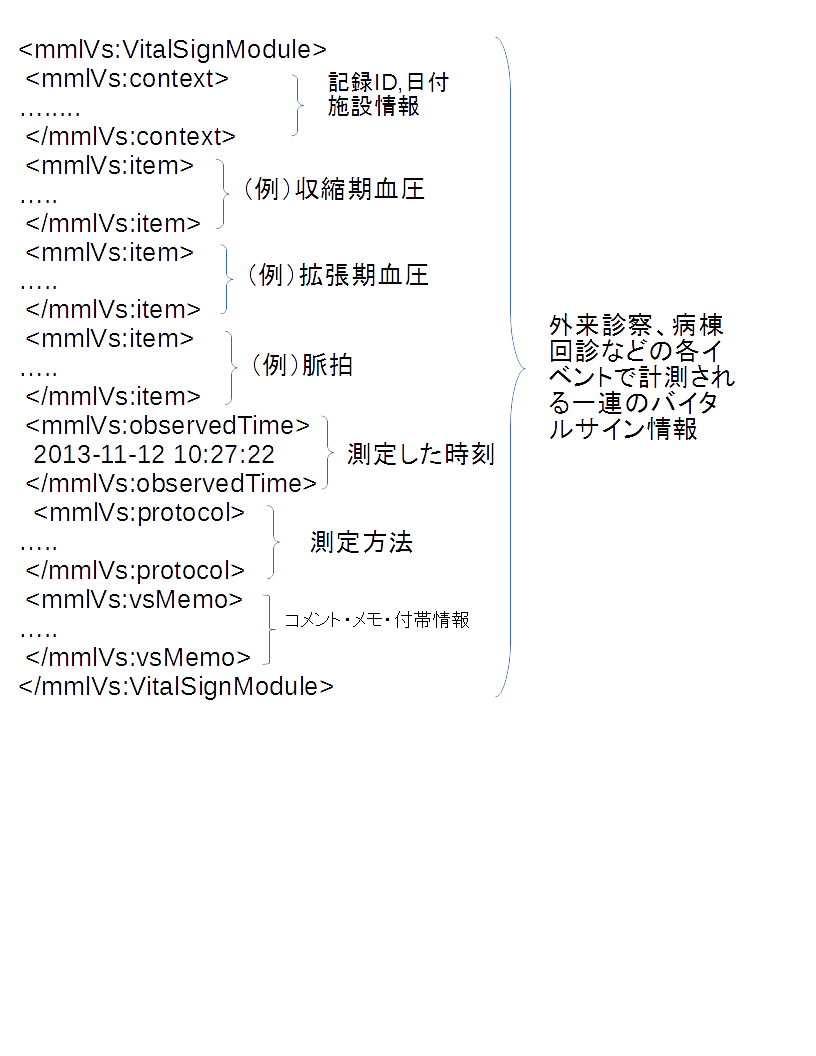 <mmlVs:VitalSignModule>
<mmlVs:context>
........
</mmlVs:context>
記録ID,日付
施設情報
<mmlVs:item>
.....
</mmlVs:item>
（例）収縮期血圧
<mmlVs:item>
.....
</mmlVs:item>
（例）拡張期血圧
<mmlVs:item>
.....
</mmlVs:item>
（例）脈拍
<mmlVs:observedTime>
2013-11-12 10:27:22
</mmlVs:observedTime>
測定した時刻
<mmlVs:protocol>
.....
</mmlVs:protocol>
測定方法
<mmlVs:vsMemo>
.....
</mmlVs:vsMemo>
コメント・メモ・付帯情報
</mmlVs:VitalSignModule>
外来診察、病棟
回診などの各イ
ベントで計測され
る一連のバイタ
ルサイン情報